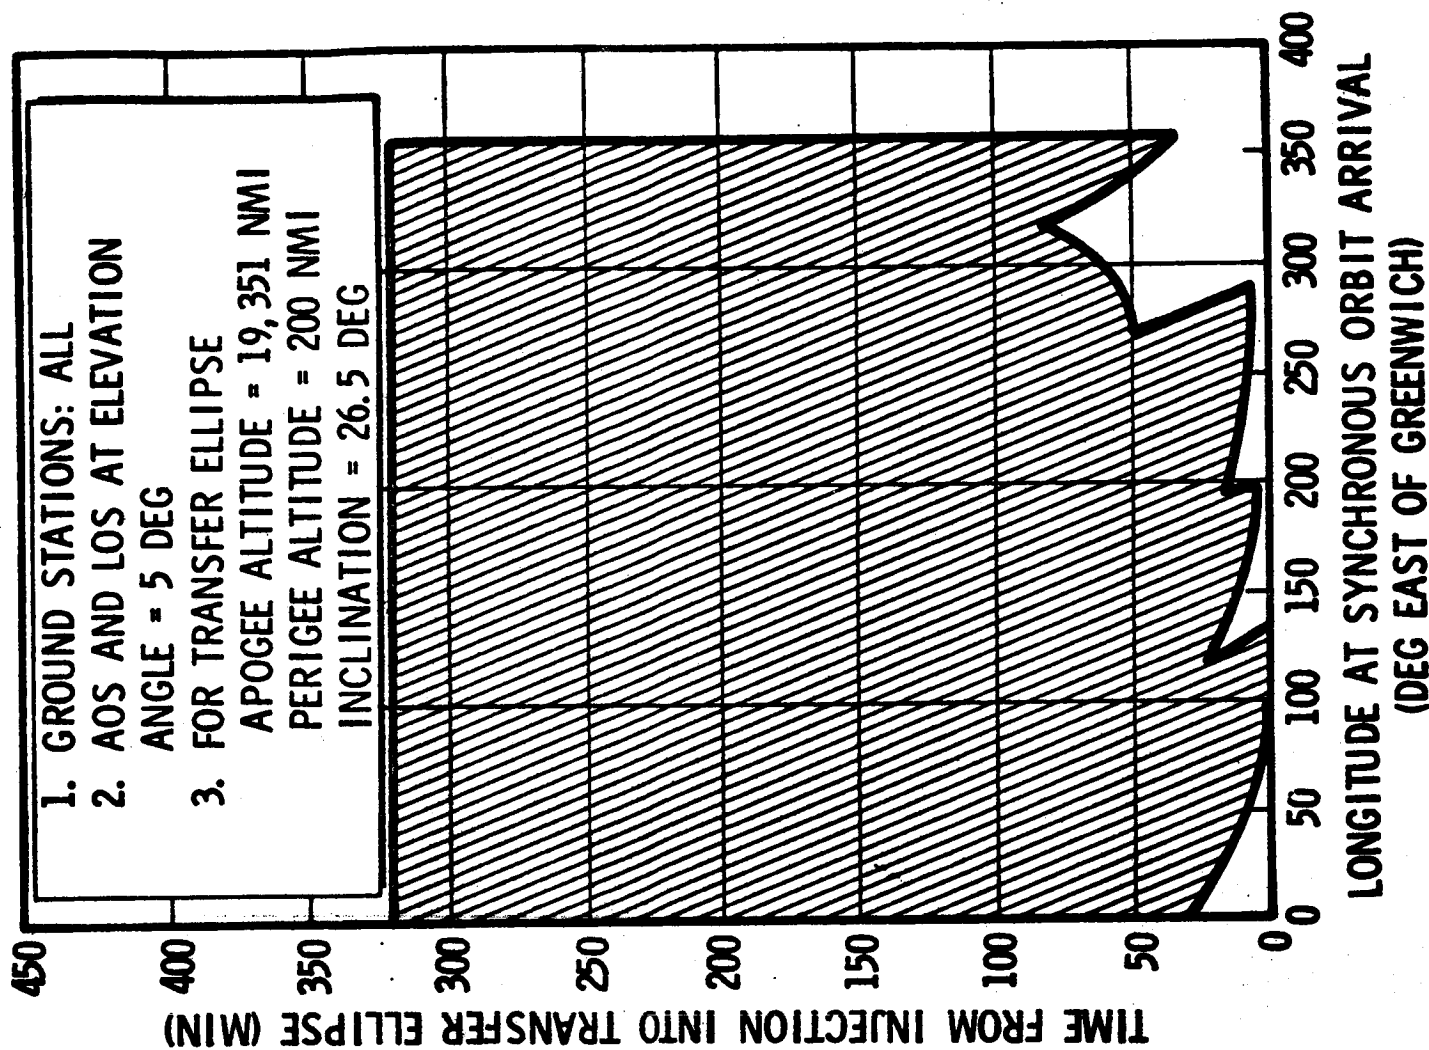 1. GROUND STATIONS: ALL
2. AOS AND LOS AT ELEVATION
ANGLE = 5 DEG
3. FOR TRANSFER ELLIPSE
APOGEE ALTITUDE = 19,351 NMI
PERIGEE ALTITUDE = 200 NMI
INCLINATION = 26.5 DEG
TIME FROM INJECTION INTO TRANSFER ELLIPSE (MIN)
450
400
350
300
250
200
150
100
50
0
0 50 100 150 200 250 300 350 400
LONGITUDE AT SYNCHRONOUS ORBIT ARRIVAL
(DEG EAST OF GREENWICH)